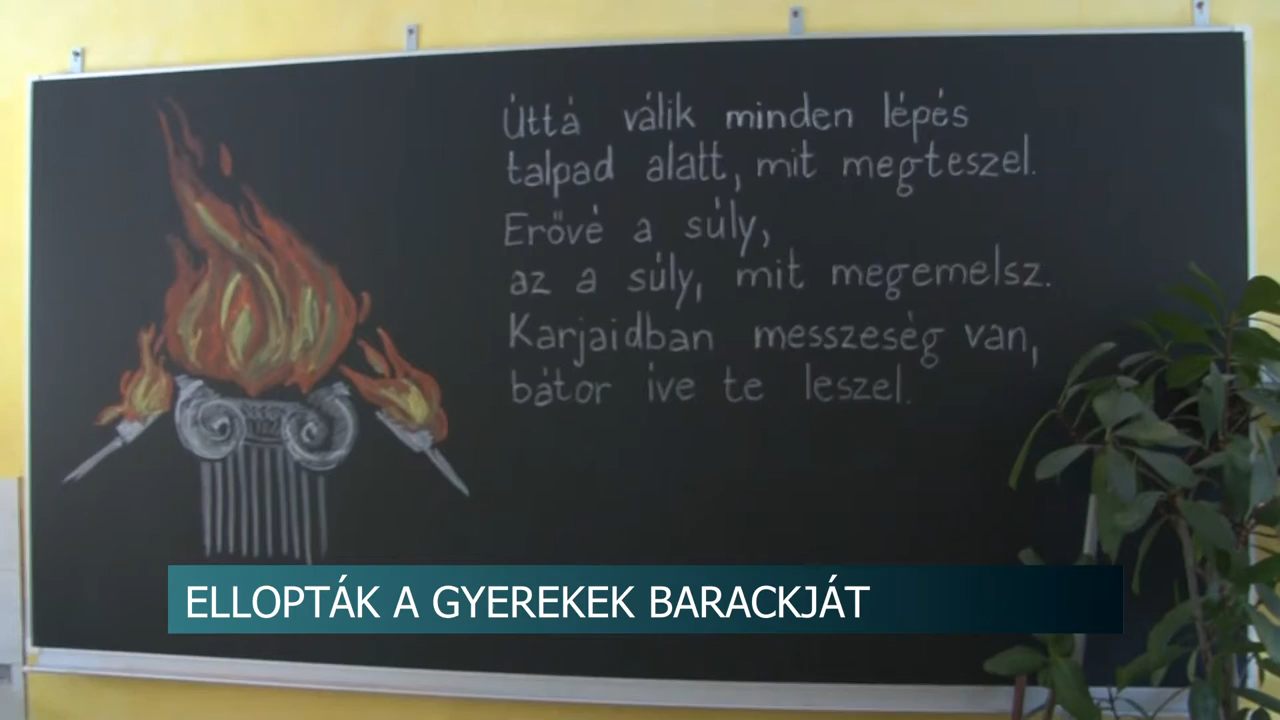 Úttá válik minden lépés
talpad alatt, mit megteszel.
Erővé a súly,
az a súly, mit megemelsz.
Karjaidban messzeség van,
bátor ive te leszel.
ELLOPTÁK A GYEREKEK BARACKJÁT